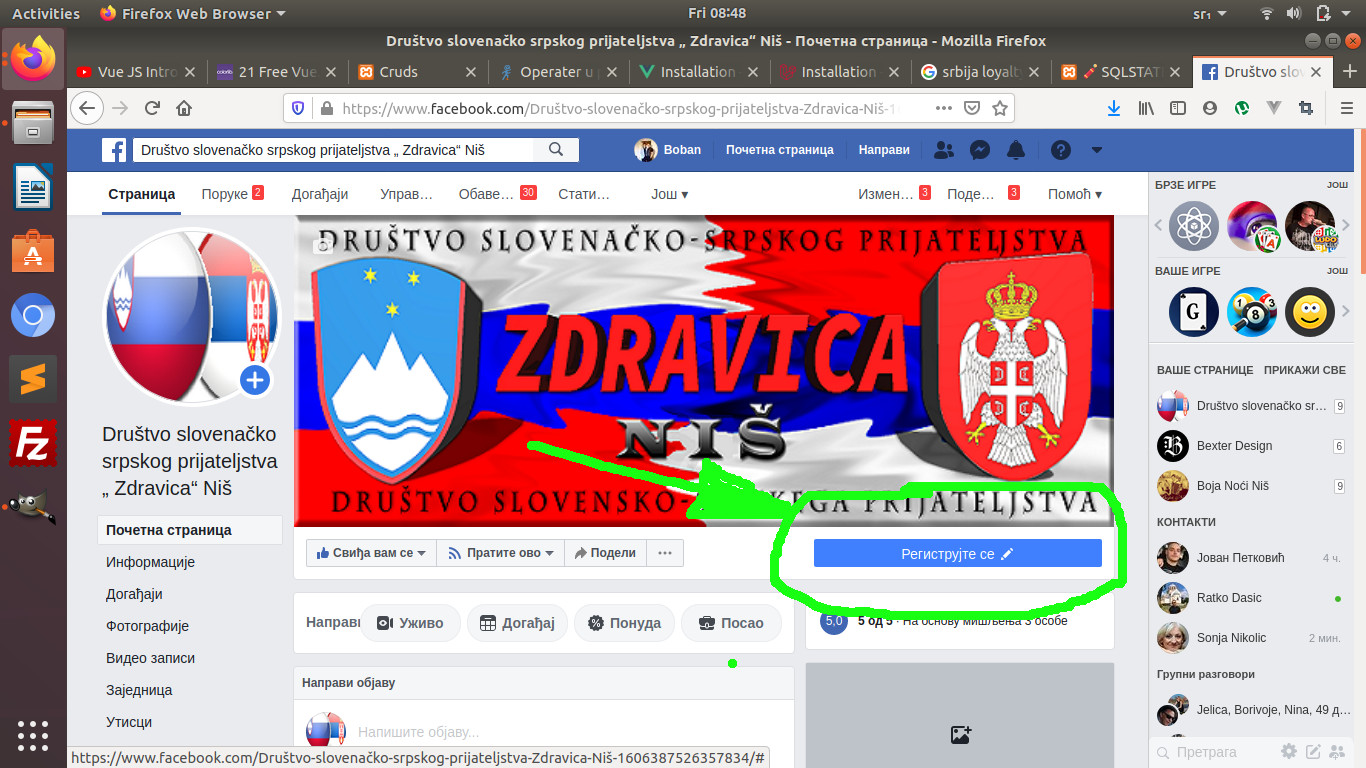 Activities
Firefox Web Browser
Fri 08:48
sr₁
Društvo slovenačko srpskog prijateljstva „ Zdravica“ Niš - Почетна страница - Mozilla Firefox
Vue JS Intro
21 Free Vue
Cruds
Operater u
Installation
Installation
srbija loyalt
SQLSTAT
Društvo slov
https://www.facebook.com/Društvo-slovenačko-srpskog-prijateljstva-Zdravica-Niš-1
Društvo slovenačko srpskog prijateljstva „ Zdravica“ Niš
Boban
Почетна страница
Направи
Страница
Поруке 2
Догађаји
Управ…
Обаве… 30
Стати…
Још
Измен… 3
Поде… 3
Помоћ
DRUŠTVO SLOVENAČKO-SRPSKOG PRIJATELJSTVA
ZDRAVICA
NIŠ
DRUŠTVO SLOVENSKO- KEGA PRIJATELJSTVA
Društvo slovenačko
srpskog prijateljstva
„ Zdravica“ Niš
Почетна страница
Информације
Догађаји
Фотографије
Видео записи
Заједница
Утисци
Свиђа вам се
Пратите ово
Подели
Региструјте се
Направи
Уживо
Догађај
Понуда
Посао
5,0
5 од 5 · На основу мишљења 3 особе
Направи објаву
Напишите објаву...
БРЗЕ ИГРЕ
ЈОШ
ВАШЕ ИГРЕ
ЈОШ
ВАШЕ СТРАНИЦЕ
ПРИКАЖИ СВЕ
Društvo slovenačko sr… 9
Bexter Design 6
Boja Noći Niš 9
КОНТАКТИ
Јован Петковић 4 ч.
Ratko Dasic
Sonja Nikolic 2 мин.
Групни разговори
Jelica, Borivoje, Nina, 49 д…
Претрага
https://www.facebook.com/Društvo-slovenačko-srpskog-prijateljstva-Zdravica-Niš-1606387526357834/#